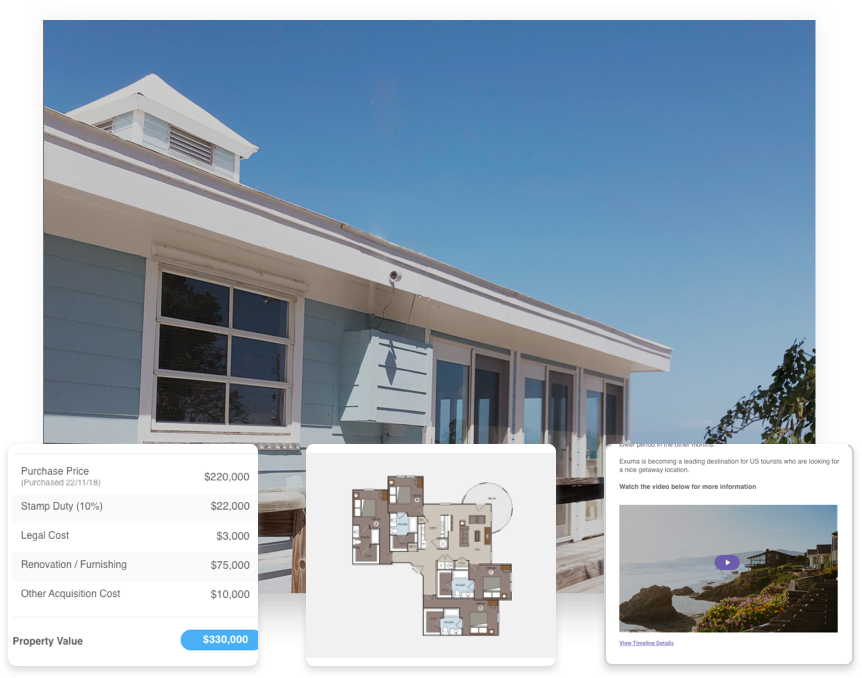 Purchase Price
(Purchased 22/11/18)
$220,000
Stamp Duty (10%)
$22,000
Legal Cost
$3,000
Renovation / Furnishing
$75,000
Other Acquisition Cost
$10,000
Property Value
$330,000
lower period in the other months
Exuma is becoming a leading destination for US tourists who are looking for
a nice getaway location.
Watch the video below for more information
View Timeline Details